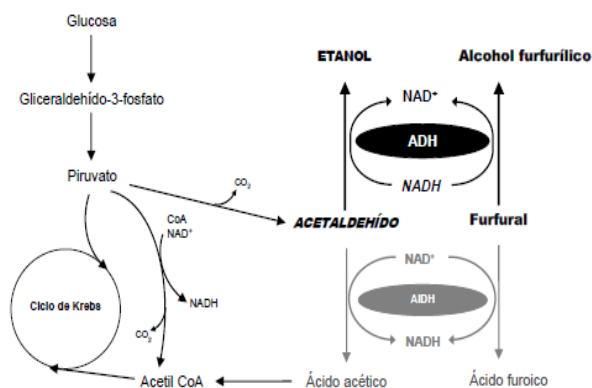 Glucosa
Gliceraldehído-3-fosfato
Piruvato
CO₂
CoA
NAD⁺
NADH
CO₂
Ciclo de Krebs
Acetil CoA
ETANOL
Alcohol furfurílico
NAD⁺
ADH
NADH
ACETALDEHÍDO
Furfural
NAD⁺
AlDH
NADH
Ácido acético
Ácido furoico